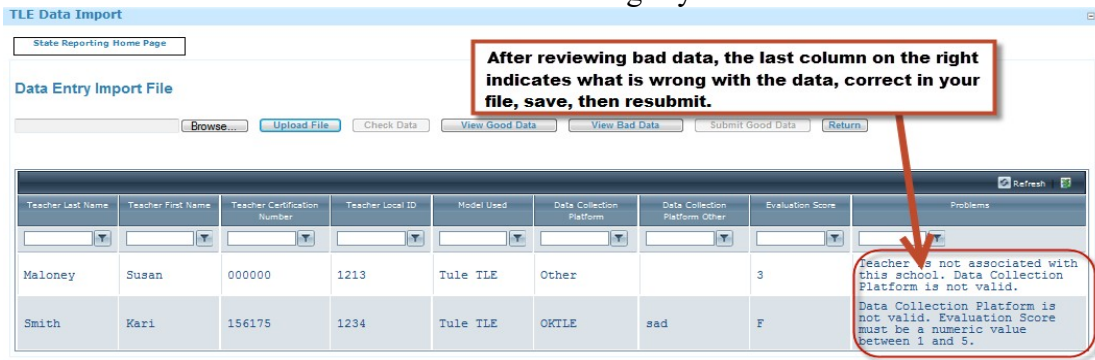 TLE Data Import
State Reporting Home Page
After reviewing bad data, the last column on the right
indicates what is wrong with the data, correct in your
file, save, then resubmit.
Data Entry Import File
Browse... Upload File Check Data View Good Data View Bad Data Submit Good Data Return
Refresh
Teacher Last Name Teacher First Name Teacher Certification Number Teacher Local ID Model Used Data Collection Platform Data Collection Platform Other Evaluation Score Problems
Maloney Susan 000000 1213 Tule TLE Other 3 Teacher is not associated with
this school. Data Collection
Platform is not valid.
Smith Kari 156175 1234 Tule TLE OKTLE sad F Data Collection Platform is
not valid. Evaluation Score
must be a numeric value
between 1 and 5.